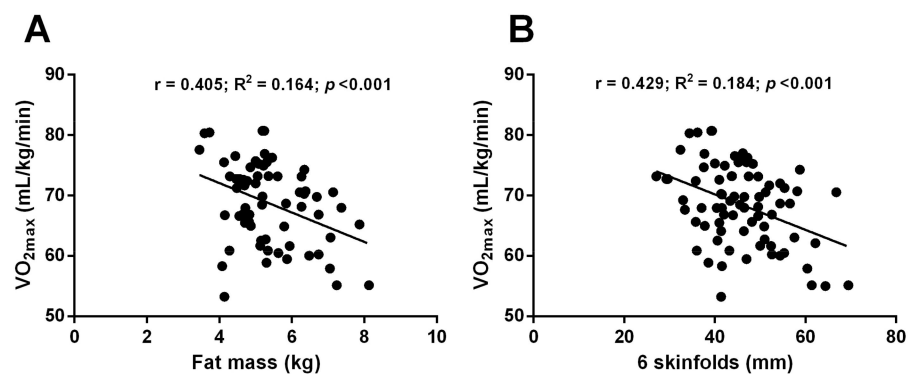 A
r = 0.405; R² = 0.164; p <0.001
VO₂max (mL/kg/min)
90
80
70
60
50
0
2
4
6
8
10
Fat mass (kg)
B
r = 0.429; R² = 0.184; p <0.001
VO₂max (mL/kg/min)
90
80
70
60
50
0
20
40
60
80
6 skinfolds (mm)